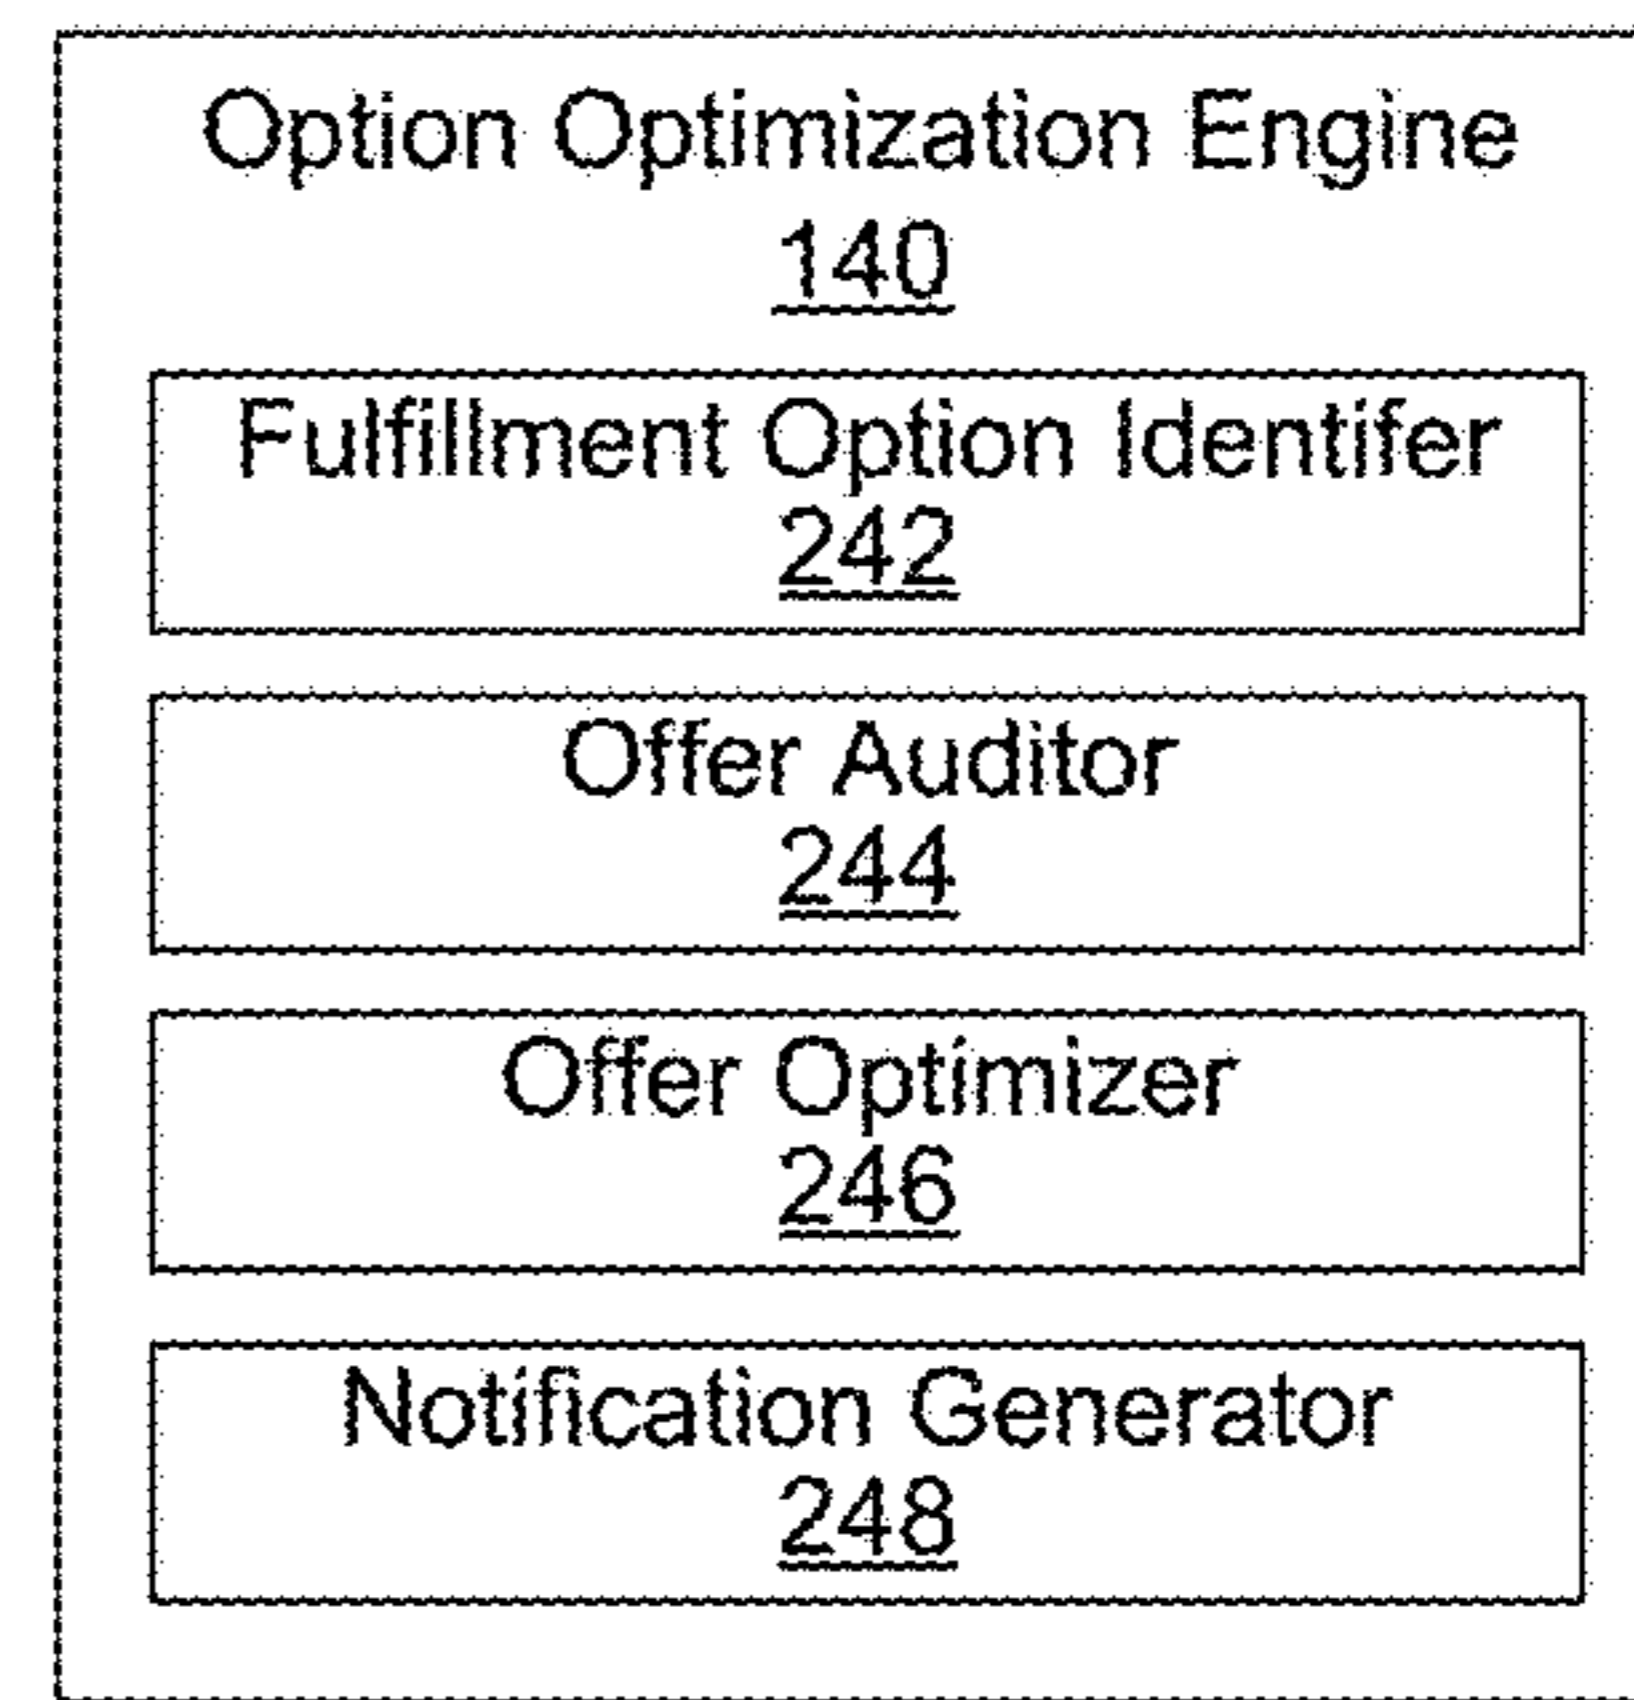 Option Optimization Engine
140
Fulfillment Option Identifer
242
Offer Auditor
244
Offer Optimizer
246
Notification Generator
248